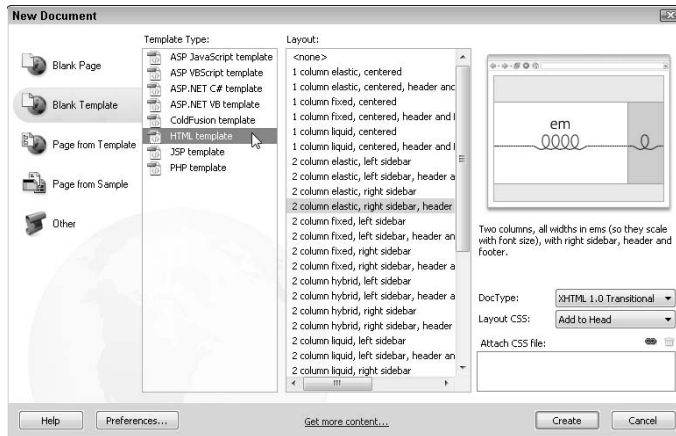 New Document
Blank Page
Blank Template
Page from Template
Page from Sample
Other
Template Type:
ASP JavaScript template
ASP VBScript template
ASP.NET C# template
ASP.NET VB template
ColdFusion template
HTML template
JSP template
PHP template
Layout:
<none>
1 column elastic, centered
1 column elastic, centered, header anc
1 column fixed, centered
1 column fixed, centered, header and l
1 column liquid, centered
1 column liquid, centered, header and l
2 column elastic, left sidebar
2 column elastic, left sidebar, header a
2 column elastic, right sidebar
2 column elastic, right sidebar, header
2 column fixed, left sidebar
2 column fixed, left sidebar, header an
2 column fixed, right sidebar
2 column fixed, right sidebar, header a
2 column hybrid, left sidebar
2 column hybrid, left sidebar, header a
2 column hybrid, right sidebar
2 column hybrid, right sidebar, header
2 column liquid, left sidebar
2 column liquid, left sidebar, header an
2 column liquid, right sidebar
em
Two columns, all widths in ems (so they scale
with font size), with right sidebar, header and
footer.
DocType: XHTML 1.0 Transitional
Layout CSS: Add to Head
Attach CSS file:
Help
Preferences...
Get more content...
Create
Cancel